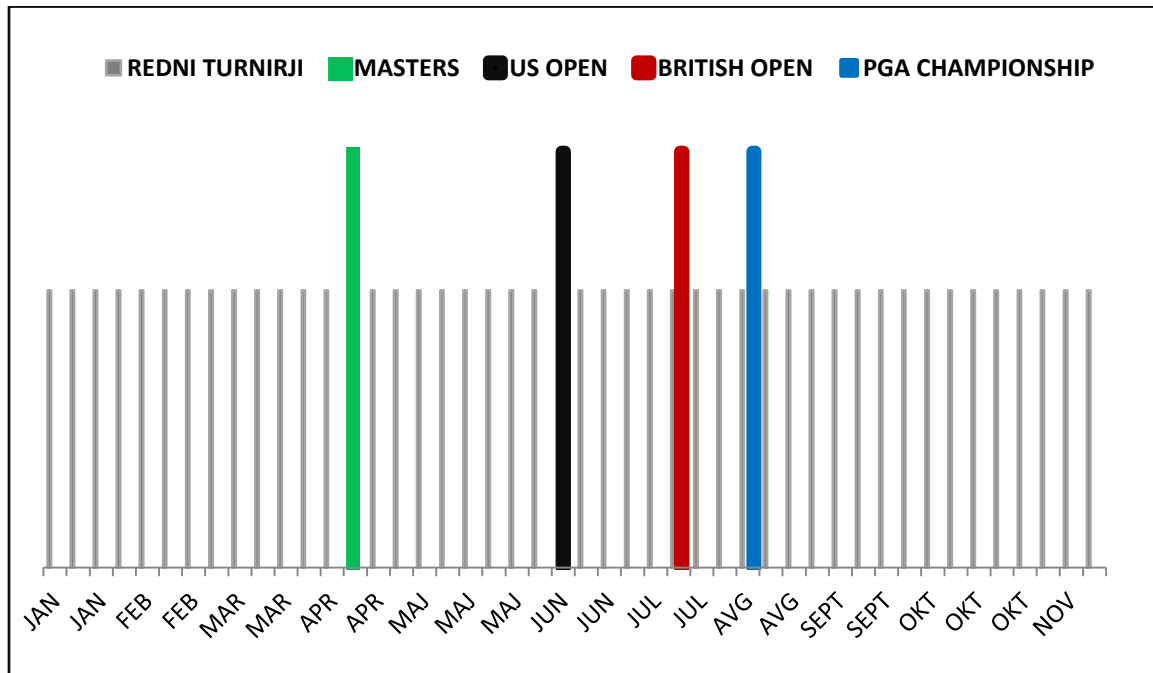 REDNI TURNIRJI MASTERS US OPEN BRITISH OPEN PGA CHAMPIONSHIP
JAN JAN FEB FEB MAR MAR APR APR MAJ MAJ MAJ JUN JUN JUL JUL AVG AVG SEPT SEPT OKT OKT OKT NOV